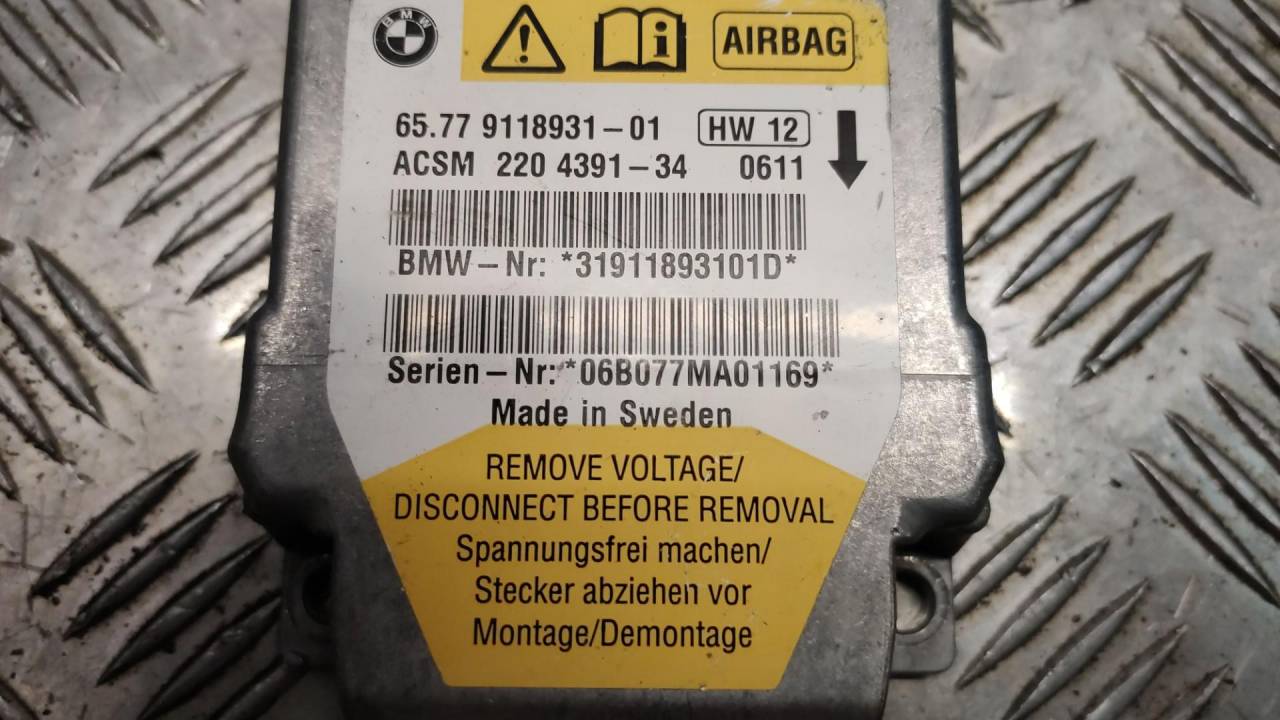 BMW
AIRBAG
65.77 9118931-01 HW 12
ACSM 220 4391-34 0611
BMW-Nr: *31911893101D*
Serien-Nr: *06B077MA01169*
Made in Sweden
REMOVE VOLTAGE/
DISCONNECT BEFORE REMOVAL
Spannungsfrei machen/
Stecker abziehen vor
Montage/Demontage